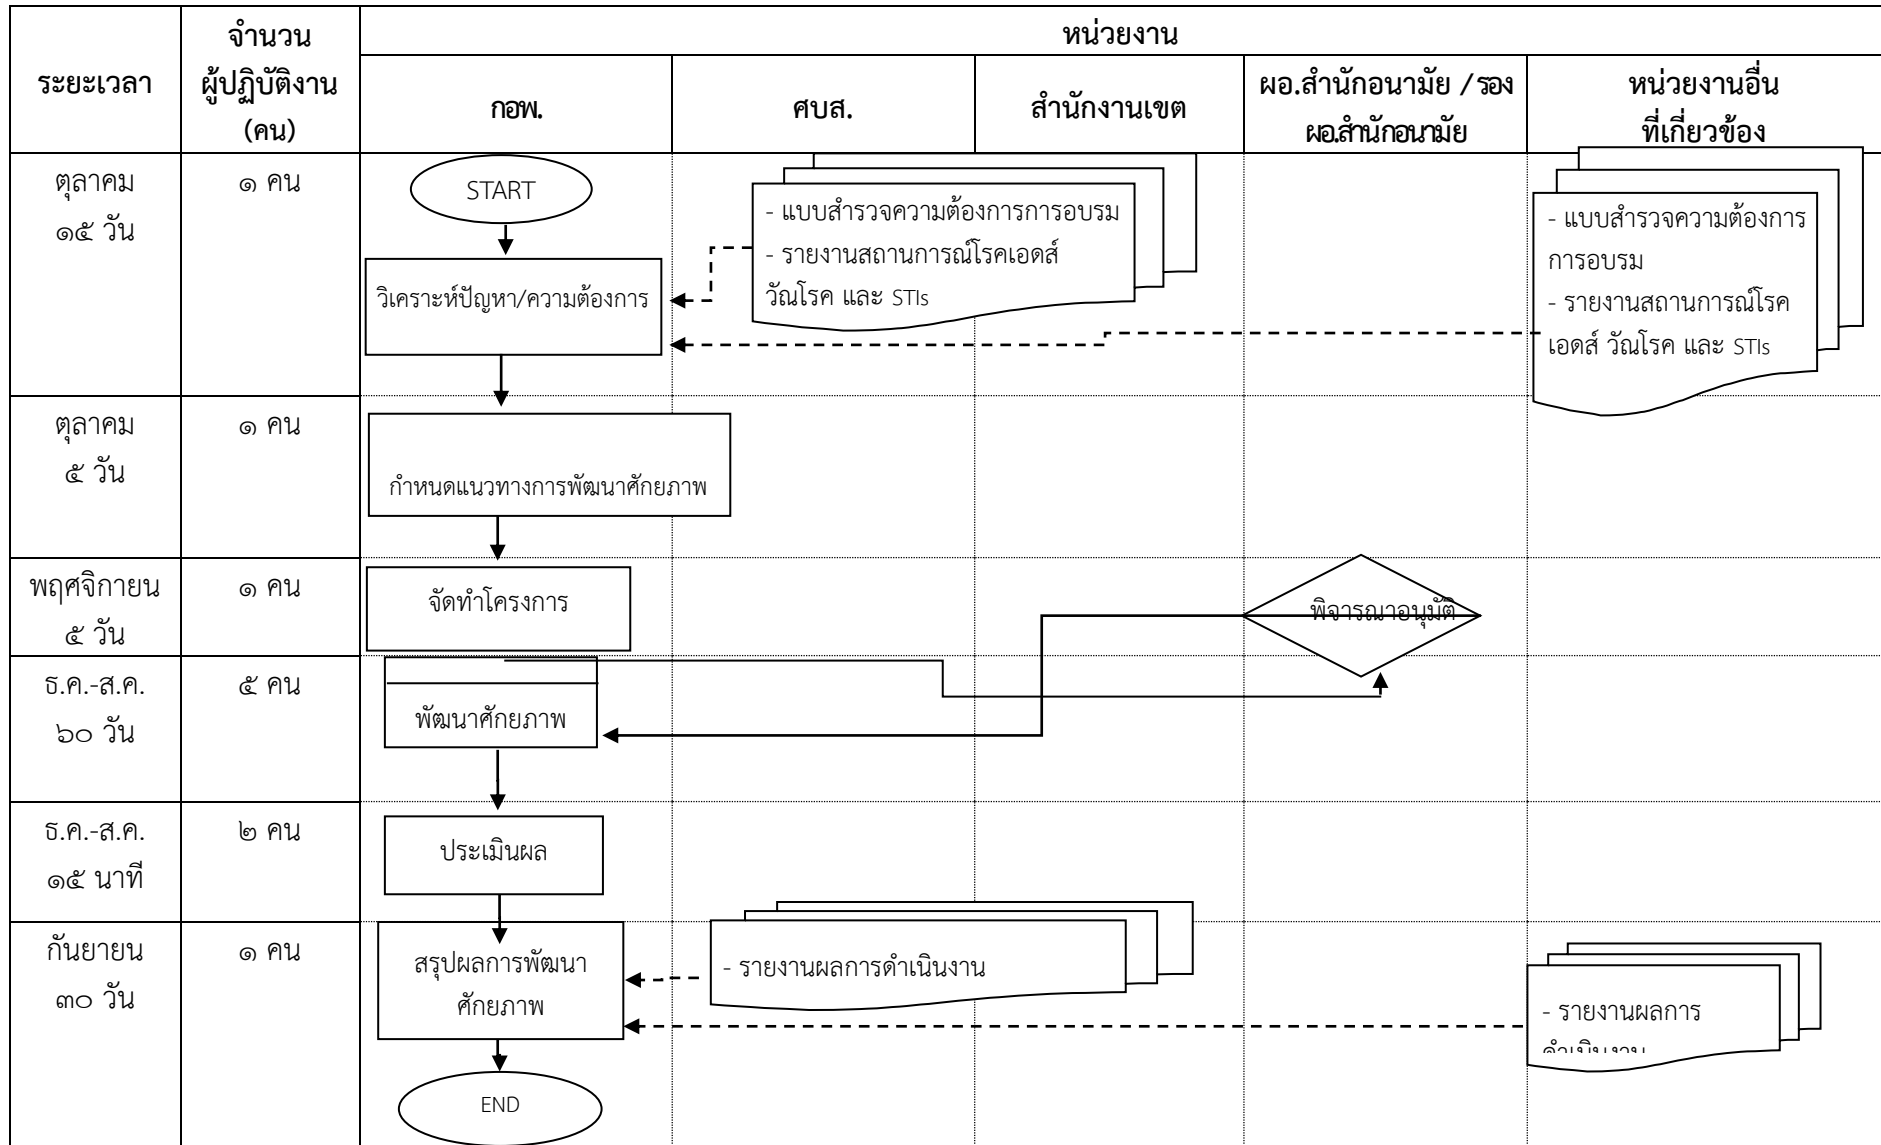 ระยะเวลา
จำนวน
ผู้ปฏิบัติงาน
(คน)
หน่วยงาน
กอพ.
ศบส.
สำนักงานเขต
ผอ.สำนักอนามัย / รอง
ผอ.สำนักอนามัย
หน่วยงานอื่น
ที่เกี่ยวข้อง
ตุลาคม
๑๕ วัน
๑ คน
START
วิเคราะห์ปัญหา/ความต้องการ
- แบบสำรวจความต้องการการอบรม
- รายงานสถานการณ์โรคเอดส์
วัณโรค และ STIs
- แบบสำรวจความต้องการ
การอบรม
- รายงานสถานการณ์โรค
เอดส์ วัณโรค และ STIs
ตุลาคม
๕ วัน
๑ คน
กำหนดแนวทางการพัฒนาศักยภาพ
พฤศจิกายน
๕ วัน
๑ คน
จัดทำโครงการ
พิจารณาอนุมัติ
ธ.ค.-ส.ค.
๖๐ วัน
๕ คน
พัฒนาศักยภาพ
ธ.ค.-ส.ค.
๑๕ นาที
๒ คน
ประเมินผล
กันยายน
๓๐ วัน
๑ คน
สรุปผลการพัฒนา
ศักยภาพ
- รายงานผลการดำเนินงาน
- รายงานผลการ
ดำเนินงาน
END